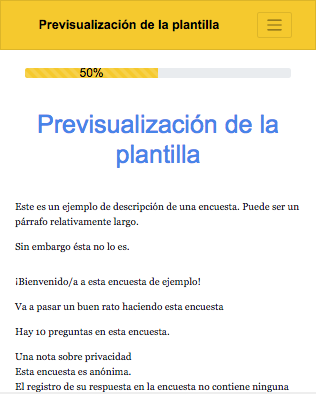 Previsualización de la plantilla
50%
Previsualización de la
plantilla
Este es un ejemplo de descripción de una encuesta. Puede ser un
párrafo relativamente largo.
Sin embargo ésta no lo es.
¡Bienvenido/a a esta encuesta de ejemplo!
Va a pasar un buen rato haciendo esta encuesta
Hay 10 preguntas en esta encuesta.
Una nota sobre privacidad
Esta encuesta es anónima.
El registro de su respuesta en la encuesta no contiene ninguna